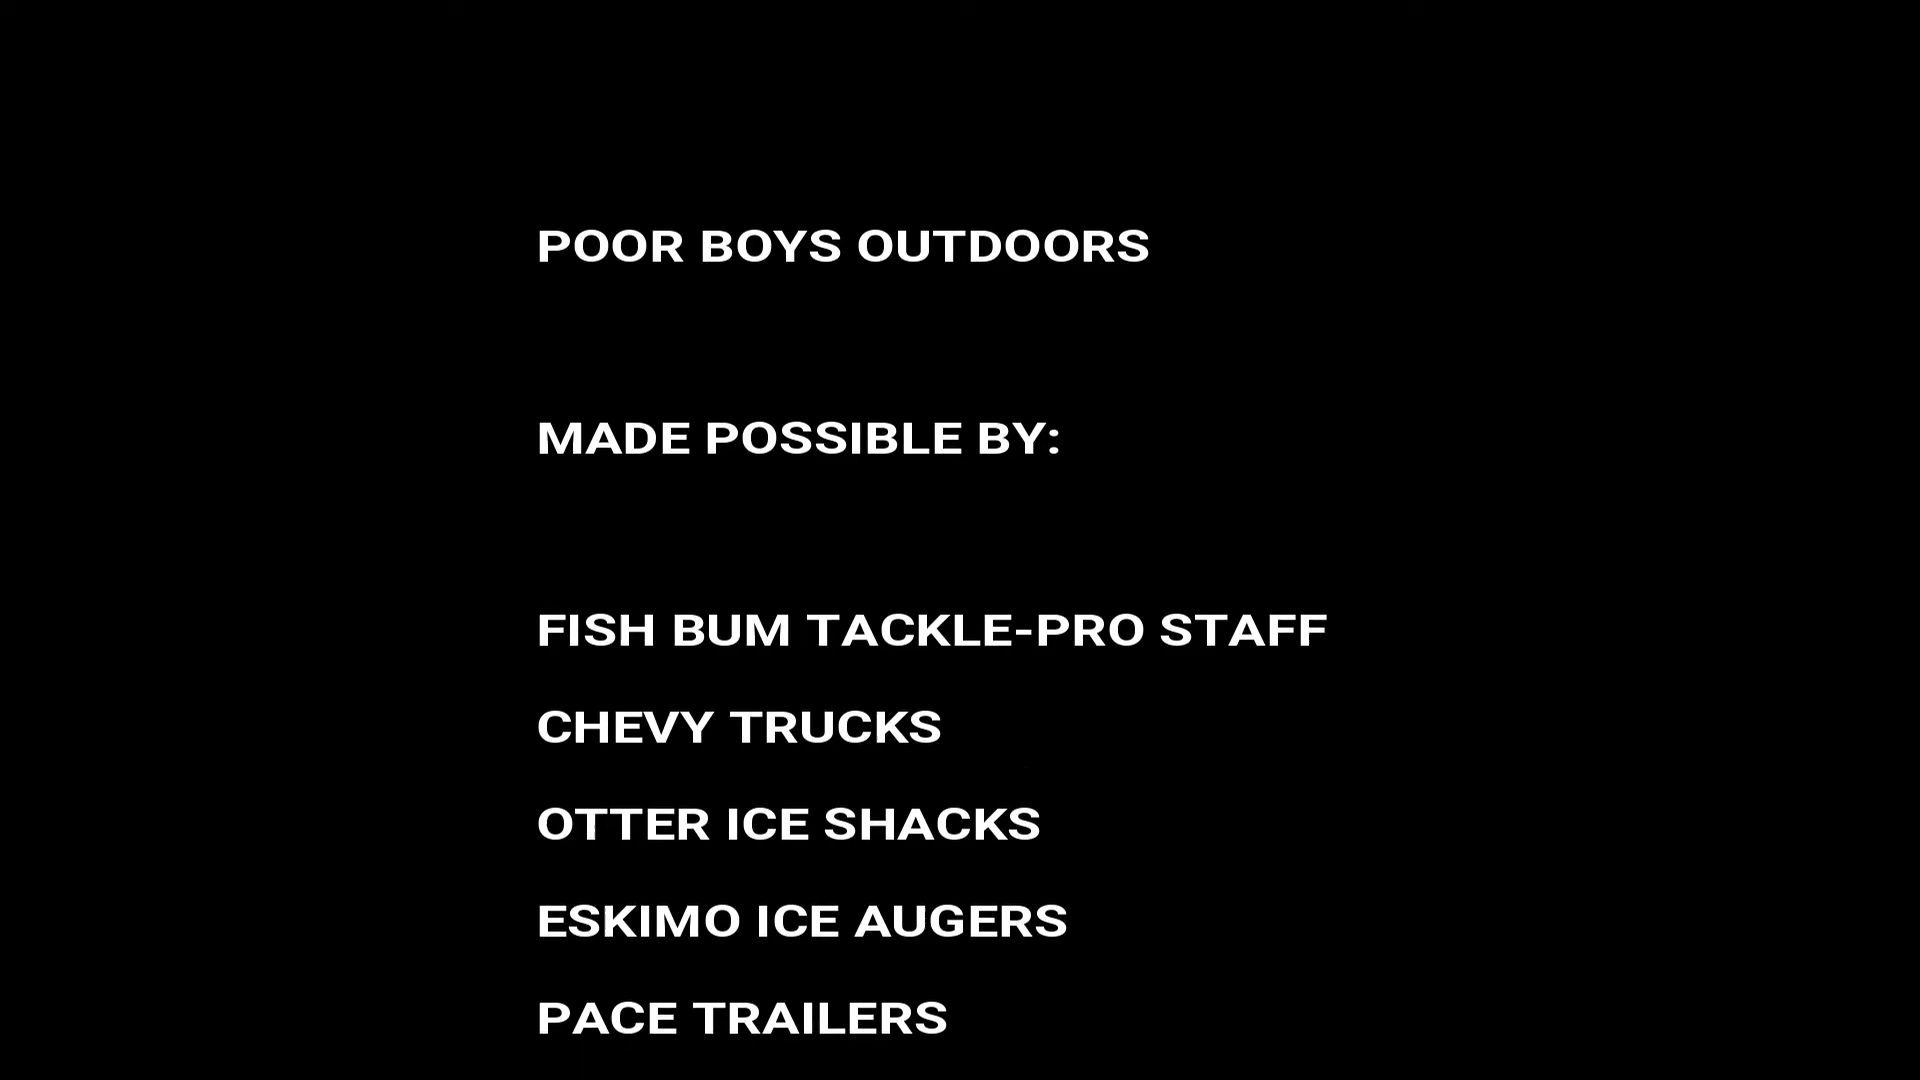 POOR BOYS OUTDOORS
MADE POSSIBLE BY:
FISH BUM TACKLE-PRO STAFF
CHEVY TRUCKS
OTTER ICE SHACKS
ESKIMO ICE AUGERS
PACE TRAILERS